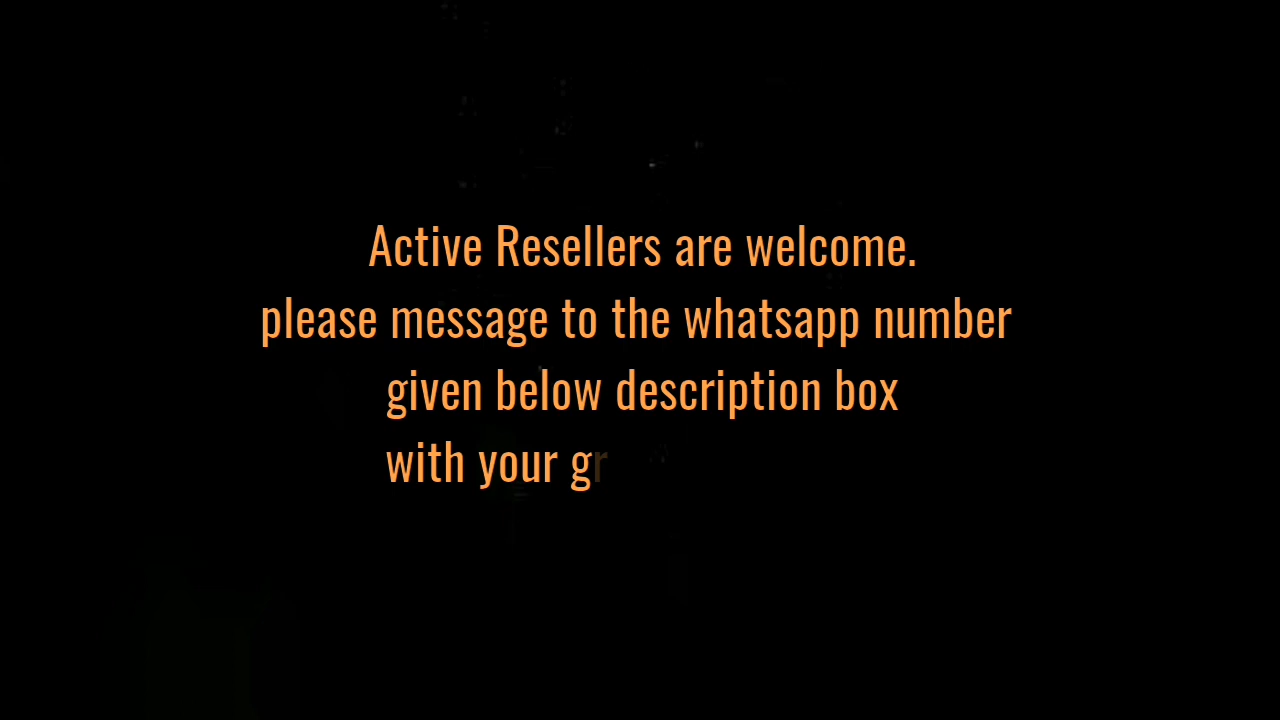 Active Resellers are welcome.
please message to the whatsapp number
given below description box
with your gr